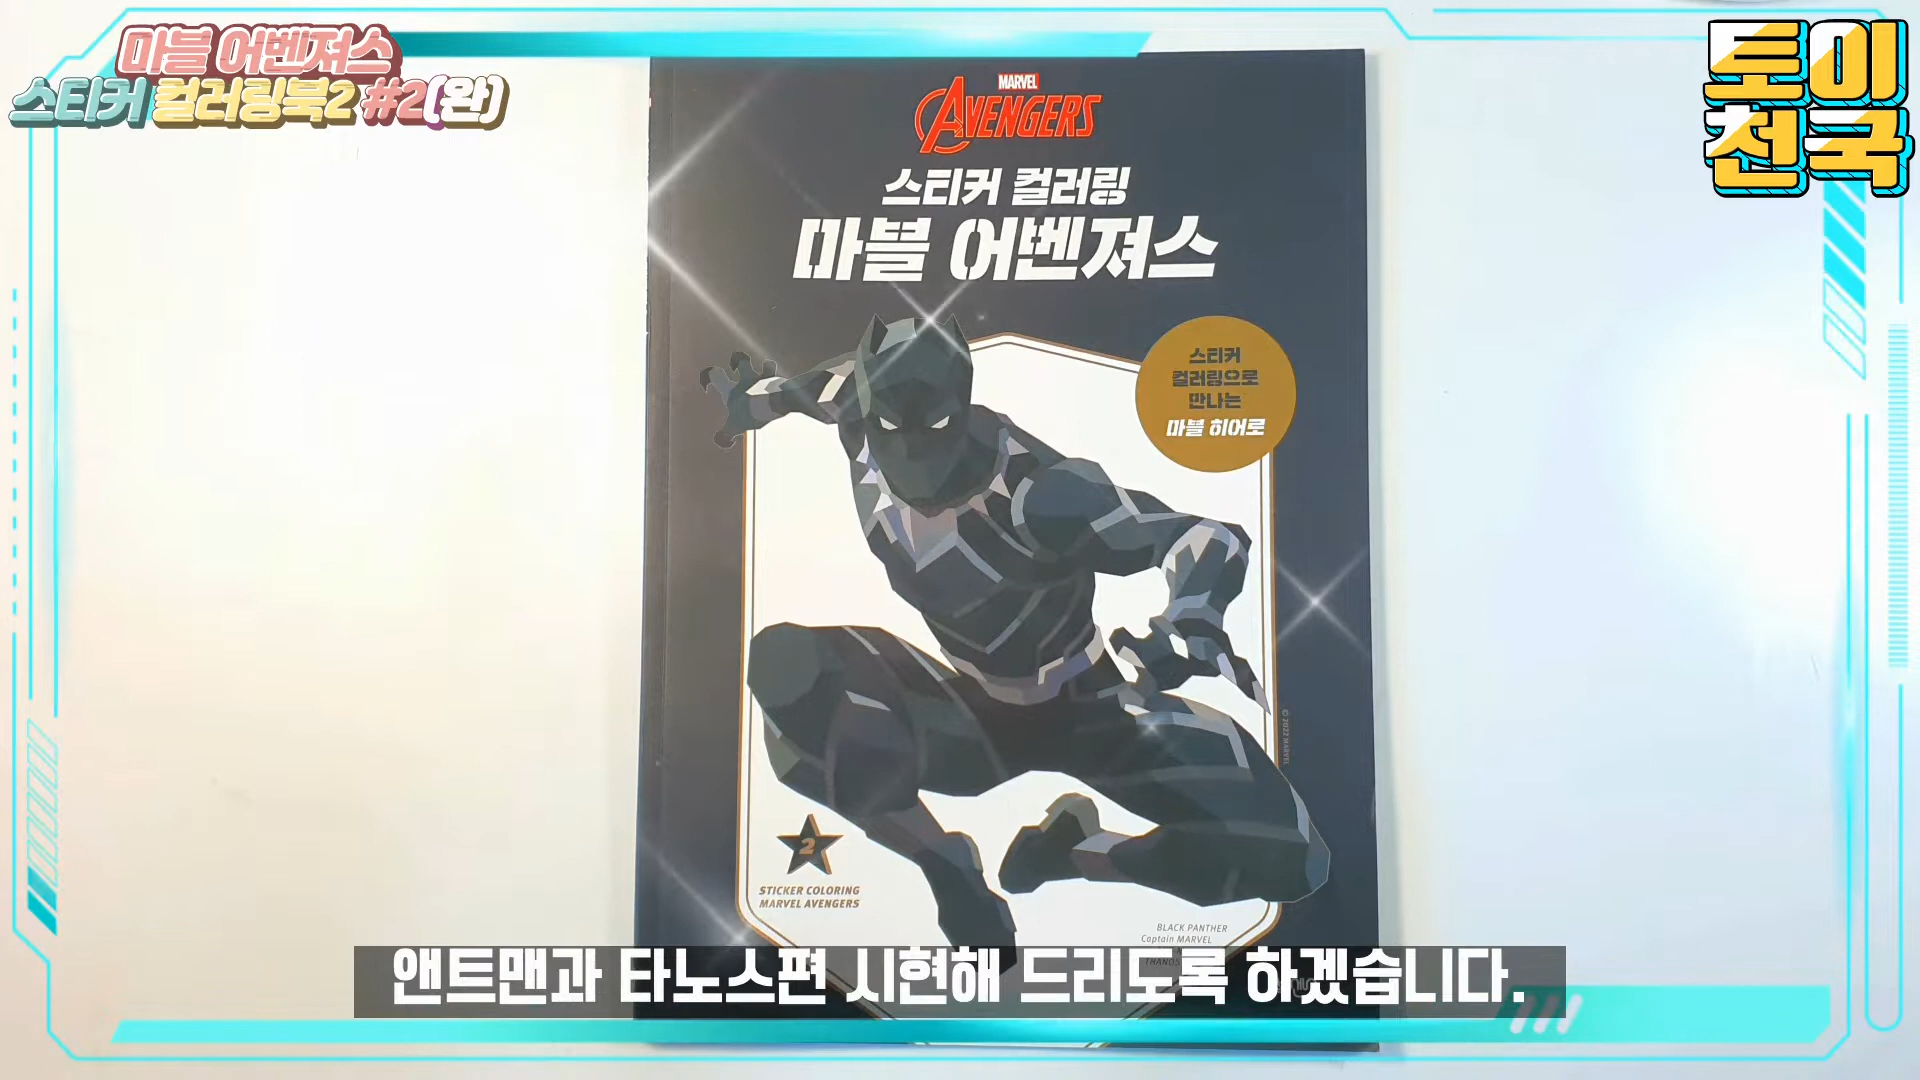 마블 어벤져스
스티커 컬러링북2 #2(완)
토이
천국
MARVEL
AVENGERS
스티커 컬러링
마블 어벤져스
스티커
컬러링으로
만나는
마블 히어로
© 2022 MARVEL
2
STICKER COLORING
MARVEL AVENGERS
BLACK PANTHER
Captain MARVEL
앤트맨과 타노스편 시현해 드리도록 하겠습니다.